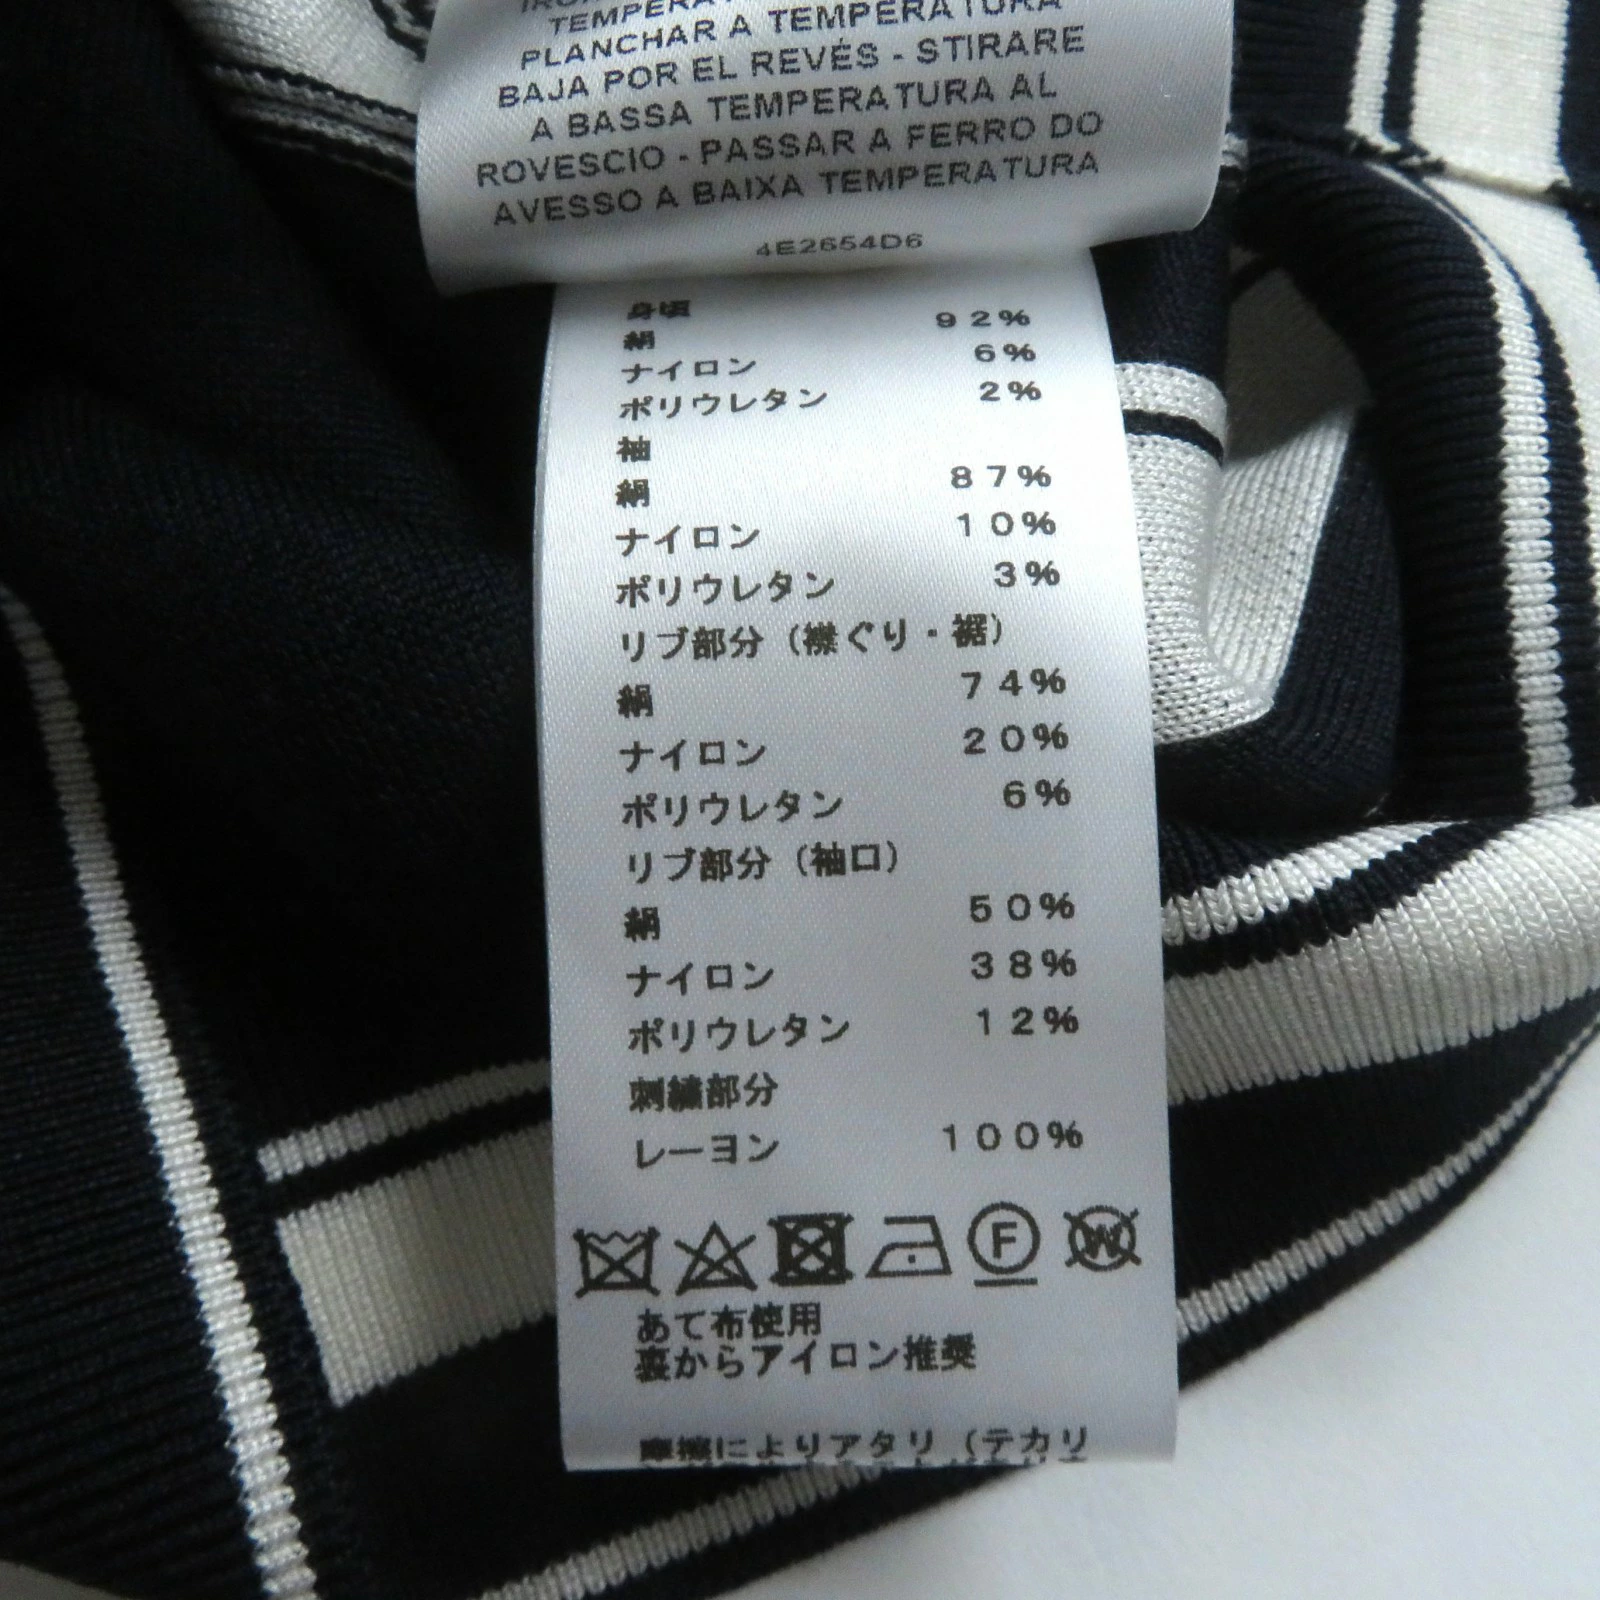 TEMPERA
PLANCHAR A TEMPERATURA
BAJA POR EL REVÉS - STIRARE
A BASSA TEMPERATURA AL
ROVESCIO - PASSAR A FERRO DO
AVESSO A BAIXA TEMPERATURA
4E2654D6
身頃
絹 92%
ナイロン 6%
ポリウレタン 2%
袖
絹 87%
ナイロン 10%
ポリウレタン 3%
リブ部分（襟ぐり・裾）
絹 74%
ナイロン 20%
ポリウレタン 6%
リブ部分（袖口）
絹 50%
ナイロン 38%
ポリウレタン 12%
刺繍部分
レーヨン 100%
F W
あて布使用
裏からアイロン推奨
摩擦によりアタリ（テカリ